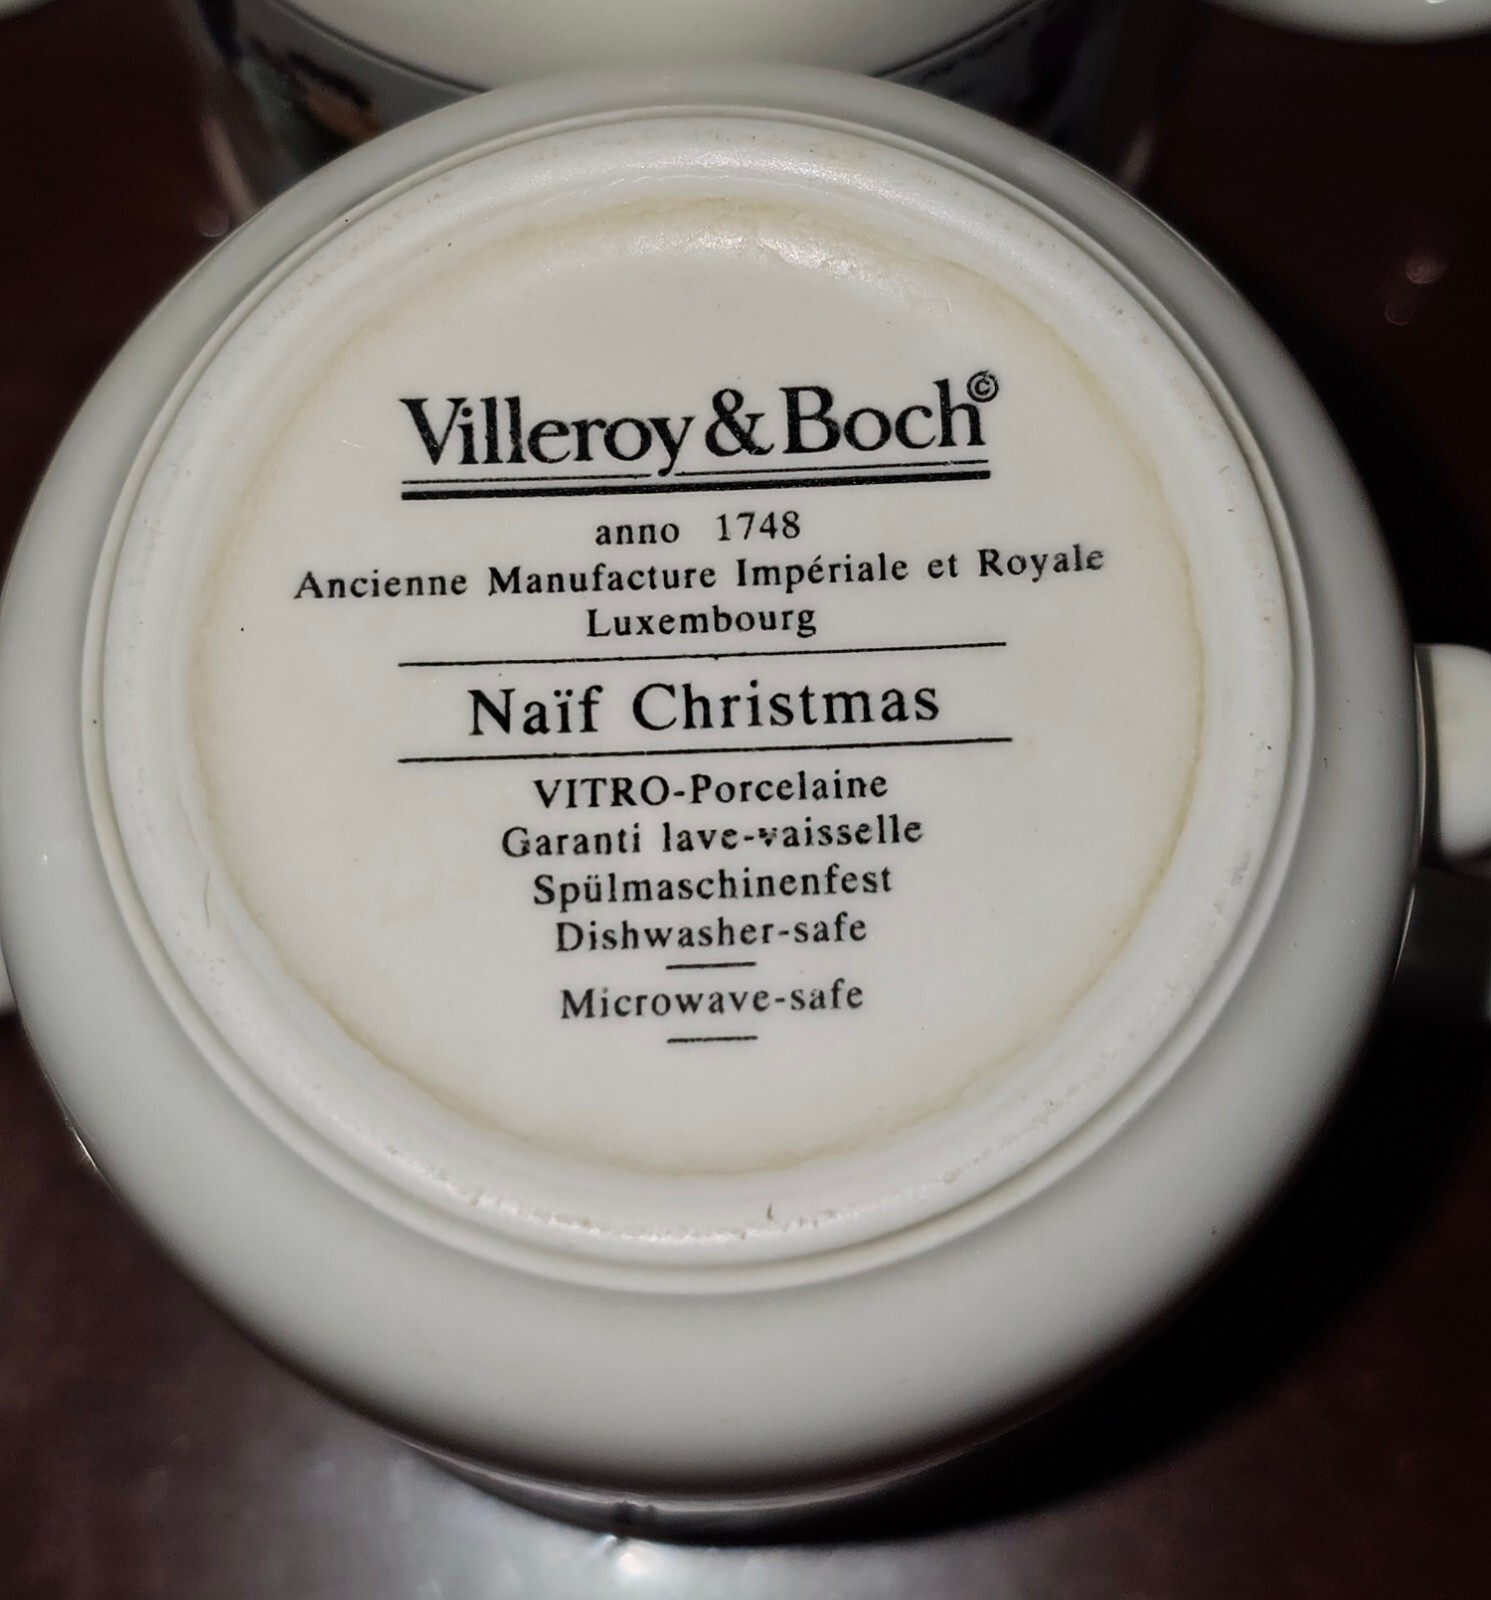 Villeroy & Boch©
anno 1748
Ancienne Manufacture Impériale et Royale
Luxembourg
Naïf Christmas
VITRO-Porcelaine
Garanti lave-vaisselle
Spülmaschinenfest
Dishwasher-safe
Microwave-safe